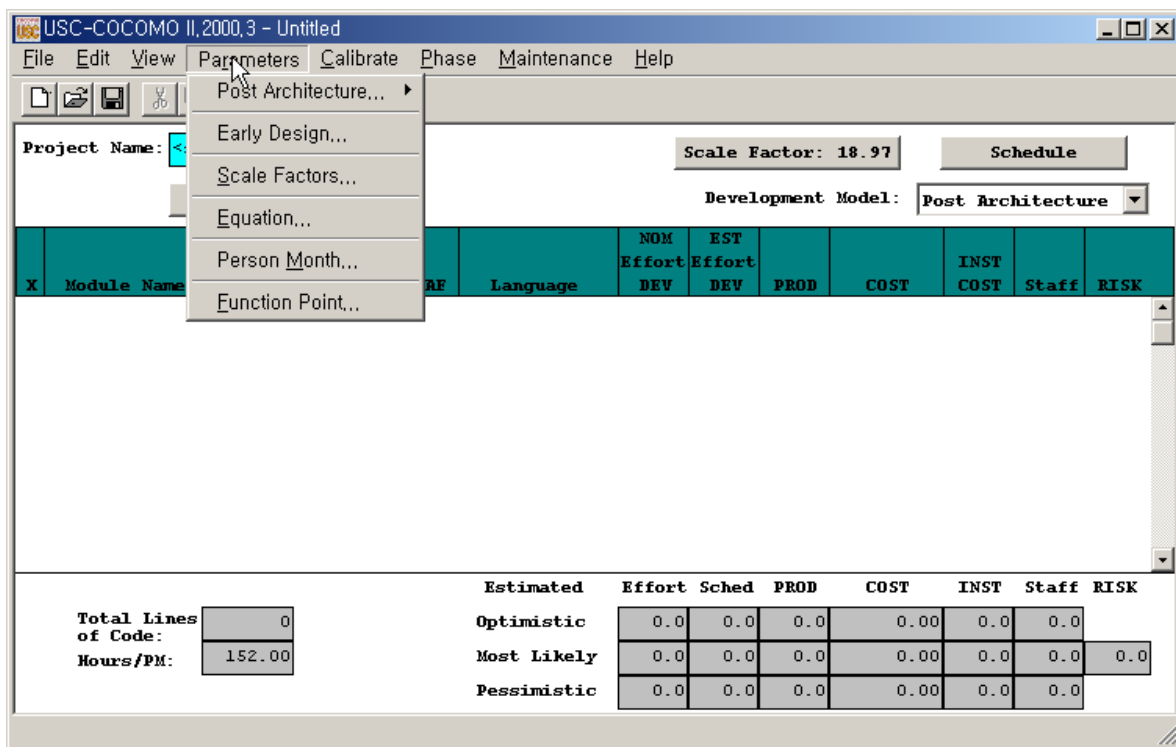 USC-COCOMO II,2000,3 - Untitled
File Edit View Parameters Calibrate Phase Maintenance Help
Post Architecture,,,
Early Design,,,
Scale Factors,,,
Equation,,,
Person Month,,,
Function Point,,,
Project Name:
Scale Factor: 18.97
Schedule
Development Model:
Post Architecture
X
Module Name
AF
Language
NOM Effort DEV
EST Effort DEV
PROD
COST
INST COST
Staff
RISK
Estimated Effort Sched PROD COST INST Staff RISK
Total Lines of Code: 0
Hours/PM: 152.00
Optimistic 0.0 0.0 0.0 0.00 0.0 0.0
Most Likely 0.0 0.0 0.0 0.00 0.0 0.0 0.0
Pessimistic 0.0 0.0 0.0 0.00 0.0 0.0